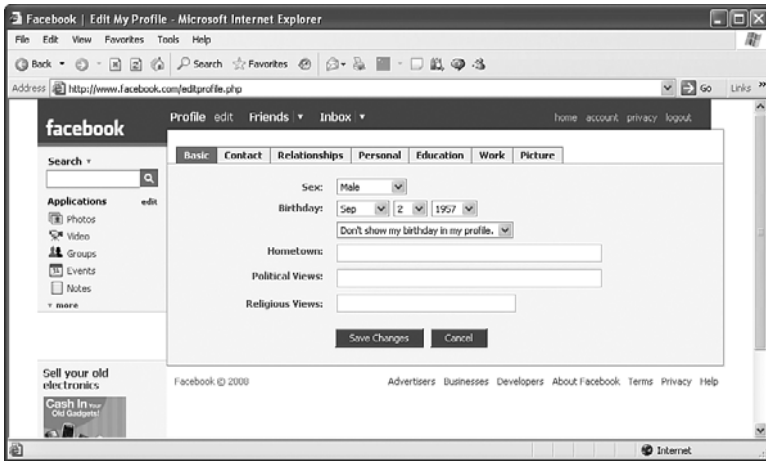 Facebook | Edit My Profile - Microsoft Internet Explorer
File Edit View Favorites Tools Help
Back Search Favorites
Address http://www.facebook.com/editprofile.php Go Links »
facebook
Profile edit Friends Inbox home account privacy logout
Basic Contact Relationships Personal Education Work Picture
Search
Applications edit
Photos
Video
Groups
31 Events
Notes
more
Sex: Male
Birthday: Sep 2 1957
Don't show my birthday in my profile.
Hometown:
Political Views:
Religious Views:
Save Changes Cancel
Sell your old
electronics
Cash In Your
Old Gadgets!
Facebook © 2008 Advertisers Businesses Developers About Facebook Terms Privacy Help
Internet